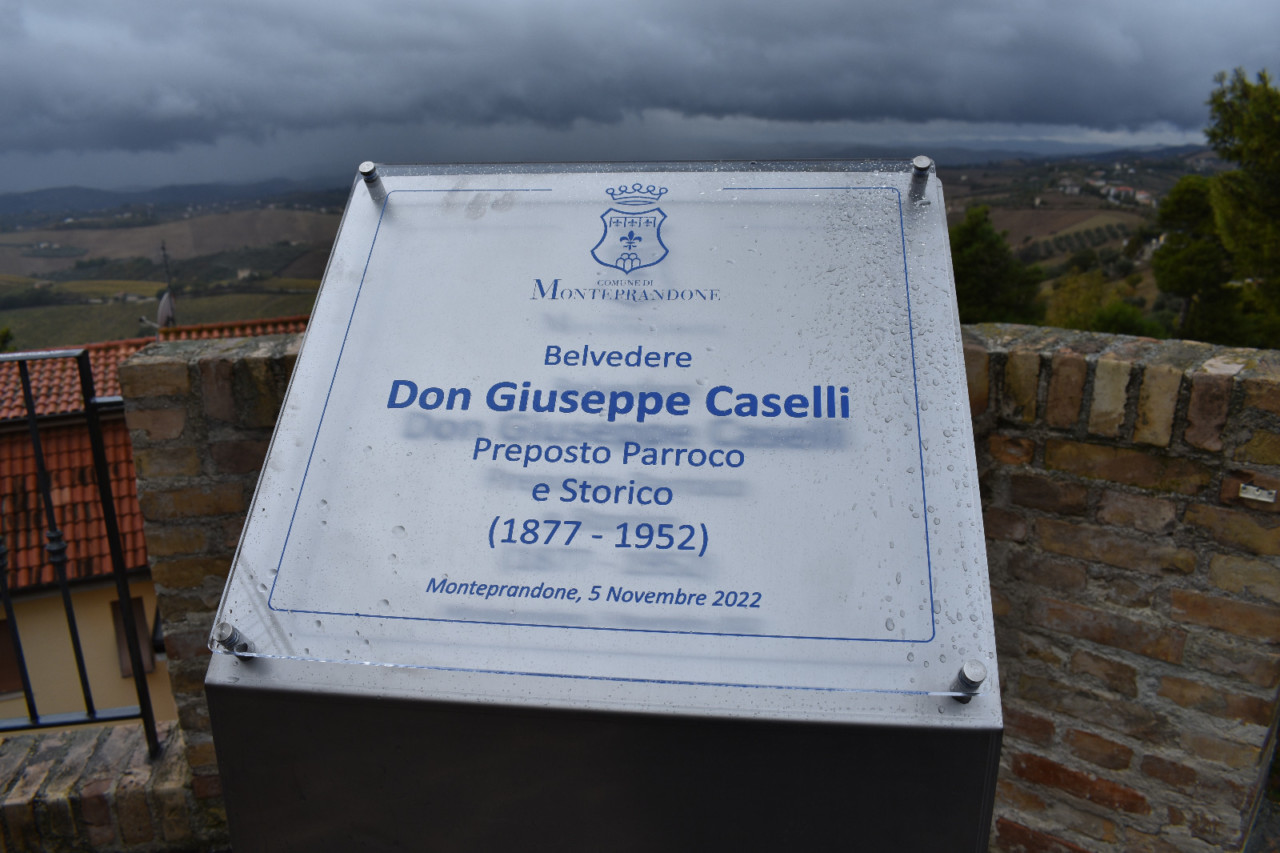 COMUNE DI
MONTEPRANDONE
Belvedere
Don Giuseppe Caselli
Preposto Parroco
e Storico
(1877 - 1952)
Monteprandone, 5 Novembre 2022